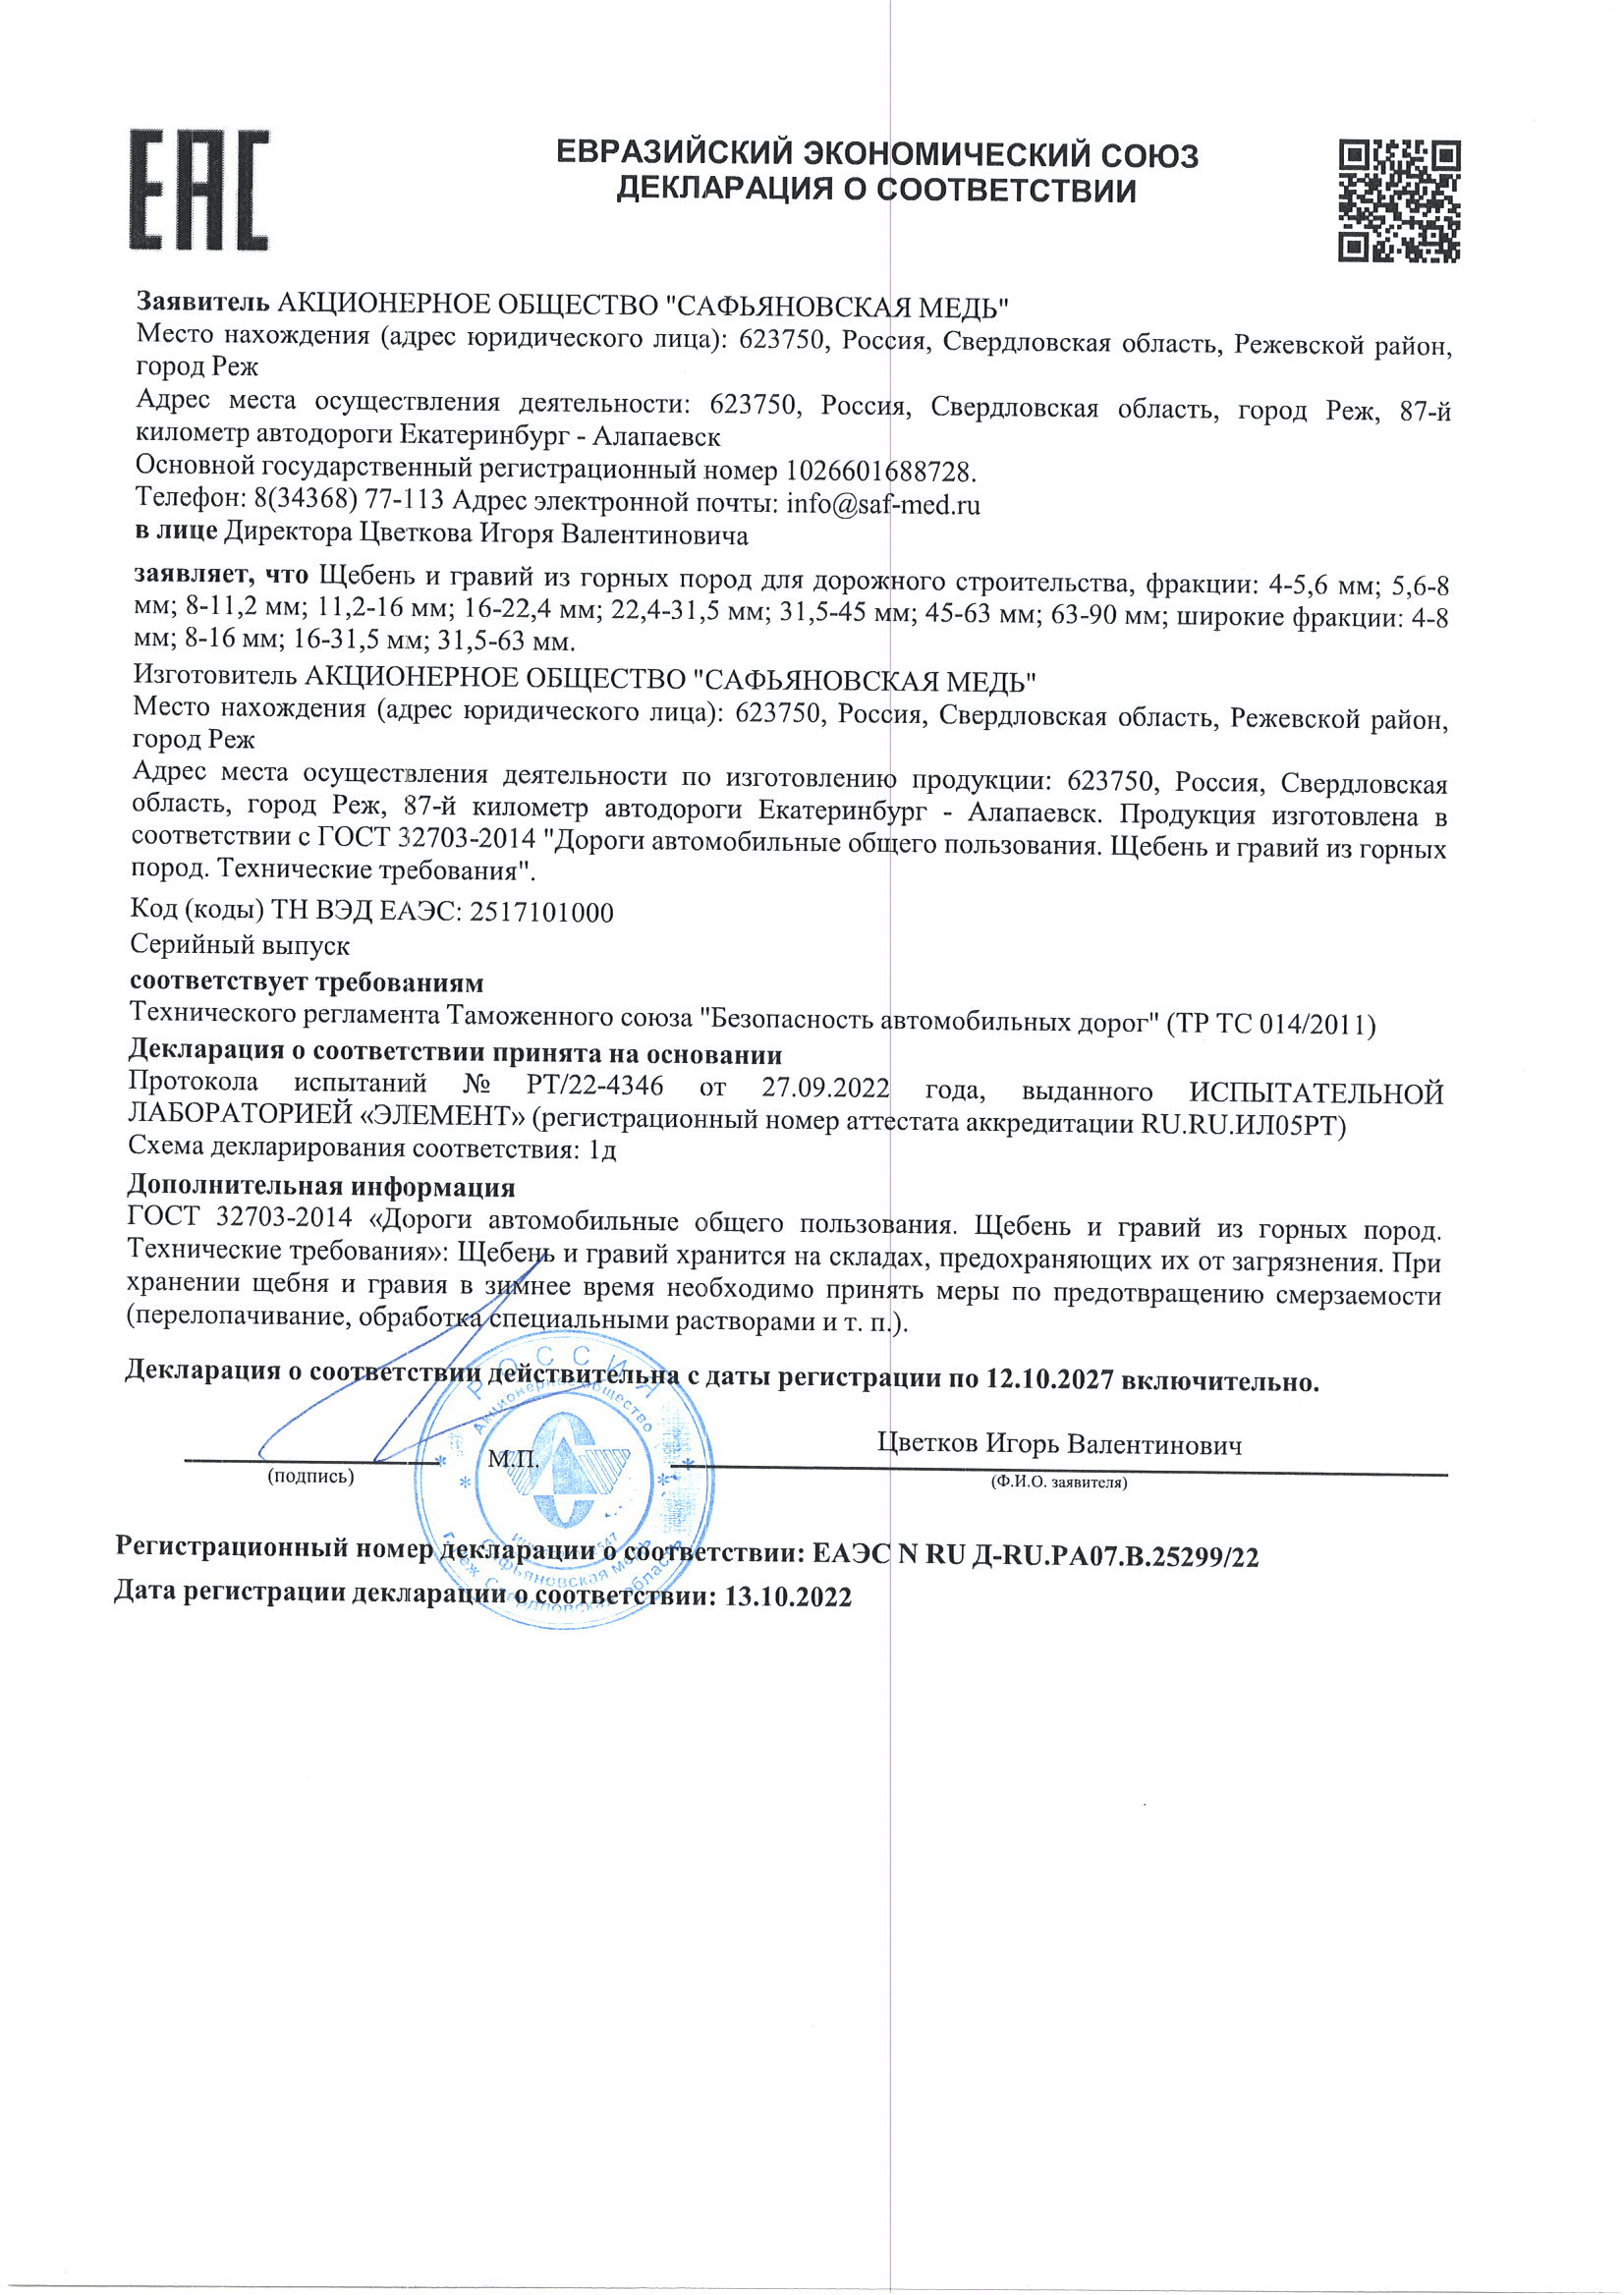 ЕАС
ЕВРАЗИЙСКИЙ ЭКОНОМИЧЕСКИЙ СОЮЗ
ДЕКЛАРАЦИЯ О СООТВЕТСТВИИ
Заявитель АКЦИОНЕРНОЕ ОБЩЕСТВО "САФЬЯНОВСКАЯ МЕДЬ"
Место нахождения (адрес юридического лица): 623750, Россия, Свердловская область, Режевской район,
город Реж
Адрес места осуществления деятельности: 623750, Россия, Свердловская область, город Реж, 87-й
километр автодороги Екатеринбург - Алапаевск
Основной государственный регистрационный номер 1026601688728.
Телефон: 8(34368) 77-113 Адрес электронной почты: info@saf-med.ru
в лице Директора Цветкова Игоря Валентиновича
заявляет, что Щебень и гравий из горных пород для дорожного строительства, фракции: 4-5,6 мм; 5,6-8
мм; 8-11,2 мм; 11,2-16 мм; 16-22,4 мм; 22,4-31,5 мм; 31,5-45 мм; 45-63 мм; 63-90 мм; широкие фракции: 4-8
мм; 8-16 мм; 16-31,5 мм; 31,5-63 мм.
Изготовитель АКЦИОНЕРНОЕ ОБЩЕСТВО "САФЬЯНОВСКАЯ МЕДЬ"
Место нахождения (адрес юридического лица): 623750, Россия, Свердловская область, Режевской район,
город Реж
Адрес места осуществления деятельности по изготовлению продукции: 623750, Россия, Свердловская
область, город Реж, 87-й километр автодороги Екатеринбург - Алапаевск. Продукция изготовлена в
соответствии с ГОСТ 32703-2014 "Дороги автомобильные общего пользования. Щебень и гравий из горных
пород. Технические требования".
Код (коды) ТН ВЭД ЕАЭС: 2517101000
Серийный выпуск
соответствует требованиям
Технического регламента Таможенного союза "Безопасность автомобильных дорог" (ТР ТС 014/2011)
Декларация о соответствии принята на основании
Протокола испытаний № РТ/22-4346 от 27.09.2022 года, выданного ИСПЫТАТЕЛЬНОЙ
ЛАБОРАТОРИЕЙ «ЭЛЕМЕНТ» (регистрационный номер аттестата аккредитации RU.RU.ИЛ05РТ)
Схема декларирования соответствия: 1д
Дополнительная информация
ГОСТ 32703-2014 «Дороги автомобильные общего пользования. Щебень и гравий из горных пород.
Технические требования»: Щебень и гравий хранится на складах, предохраняющих их от загрязнения. При
хранении щебня и гравия в зимнее время необходимо принять меры по предотвращению смерзаемости
(перелопачивание, обработка специальными растворами и т. п.).
Декларация о соответствии действительна с даты регистрации по 12.10.2027 включительно.
РОССИЯ
Акционерное общество
М.П.
Цветков Игорь Валентинович
(подпись)
(Ф.И.О. заявителя)
Сафьяновская медь
г. Реж Свердловская область
Регистрационный номер декларации о соответствии: ЕАЭС N RU Д-RU.РА07.В.25299/22
Дата регистрации декларации о соответствии: 13.10.2022